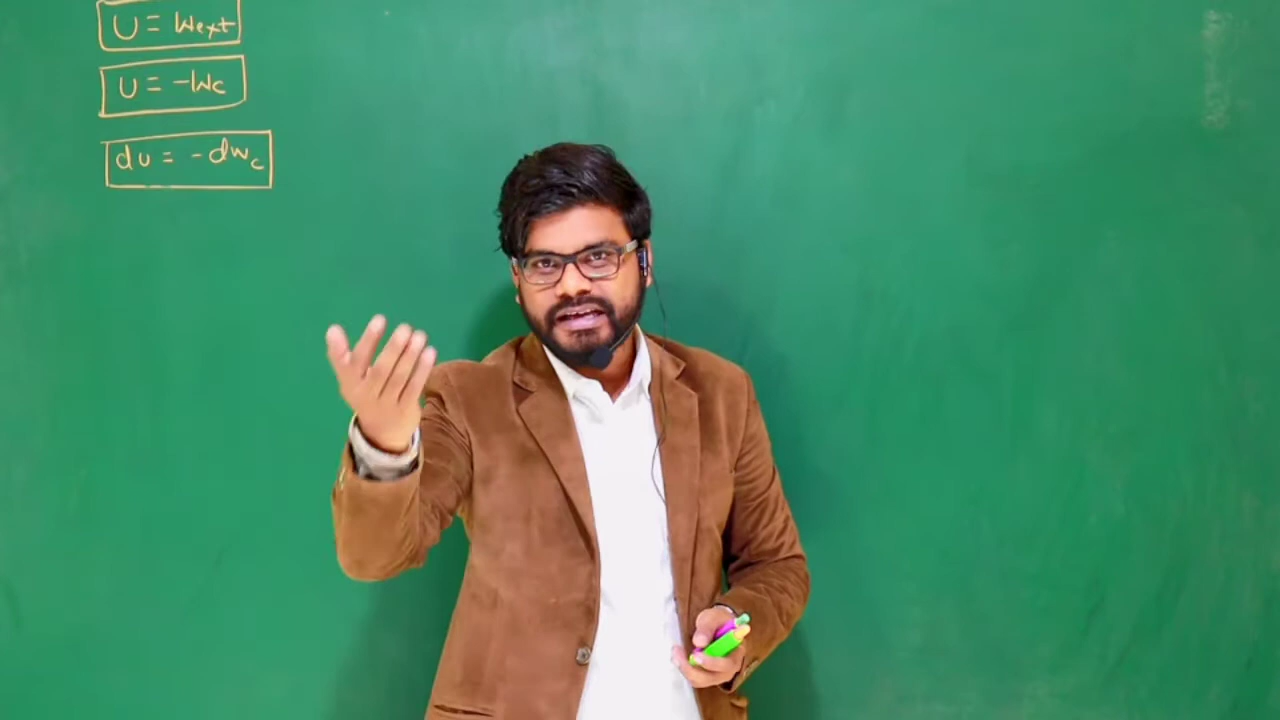 U = Wext
U = -Wc
du = -dwc